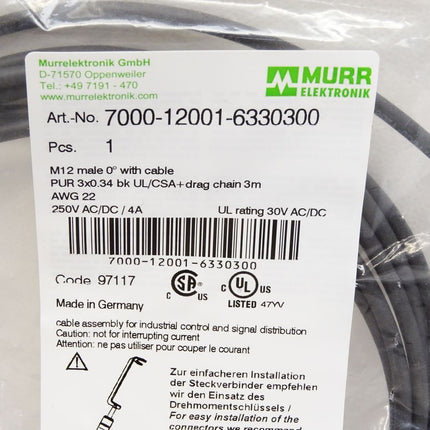 Murrelektronik GmbH
D-71570 Oppenweiler
Tel.: +49 7191 - 470
www.murrelektronik.com
MURR
ELEKTRONIK
Art.-No. 7000-12001-6330300
Pcs. 1
M12 male 0° with cable
PUR 3x0.34 bk UL/CSA+drag chain 3m
AWG 22
250V AC/DC / 4A UL rating 30V AC/DC
7000-12001-6330300
Code 97117
C SA US
C UL US
LISTED 47YV
Made in Germany
cable assembly for industrial control and signal distribution
Caution: not for interrupting current
Attention: ne pas utiliser pour couper le courant
Zur einfacheren Installation
der Steckverbinder empfehlen
wir den Einsatz des
Drehmomentschlüssels /
For easy installation of the
connectors we recommend